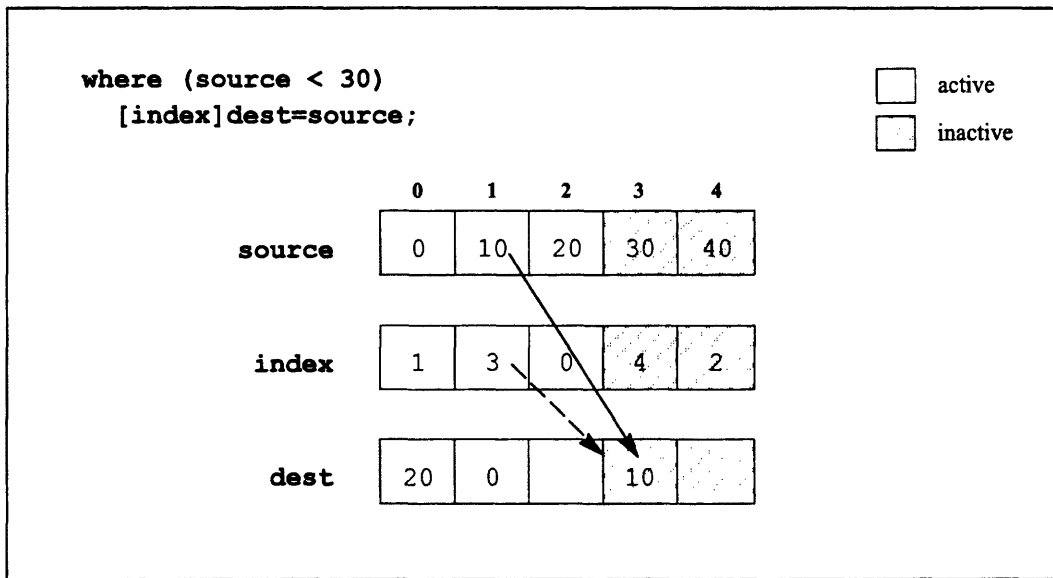 where (source < 30)
[index]dest=source;
active
inactive
0 1 2 3 4
source 0 10 20 30 40
index 1 3 0 4 2
dest 20 0 10